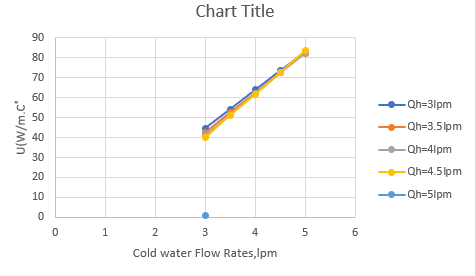 Chart Title
90
80
70
60
50
40
30
20
10
0
0 1 2 3 4 5 6
U(W/m.C°
Cold water Flow Rates,lpm
Qh=3lpm
Qh=3.5lpm
Qh=4lpm
Qh=4.5lpm
Qh=5lpm